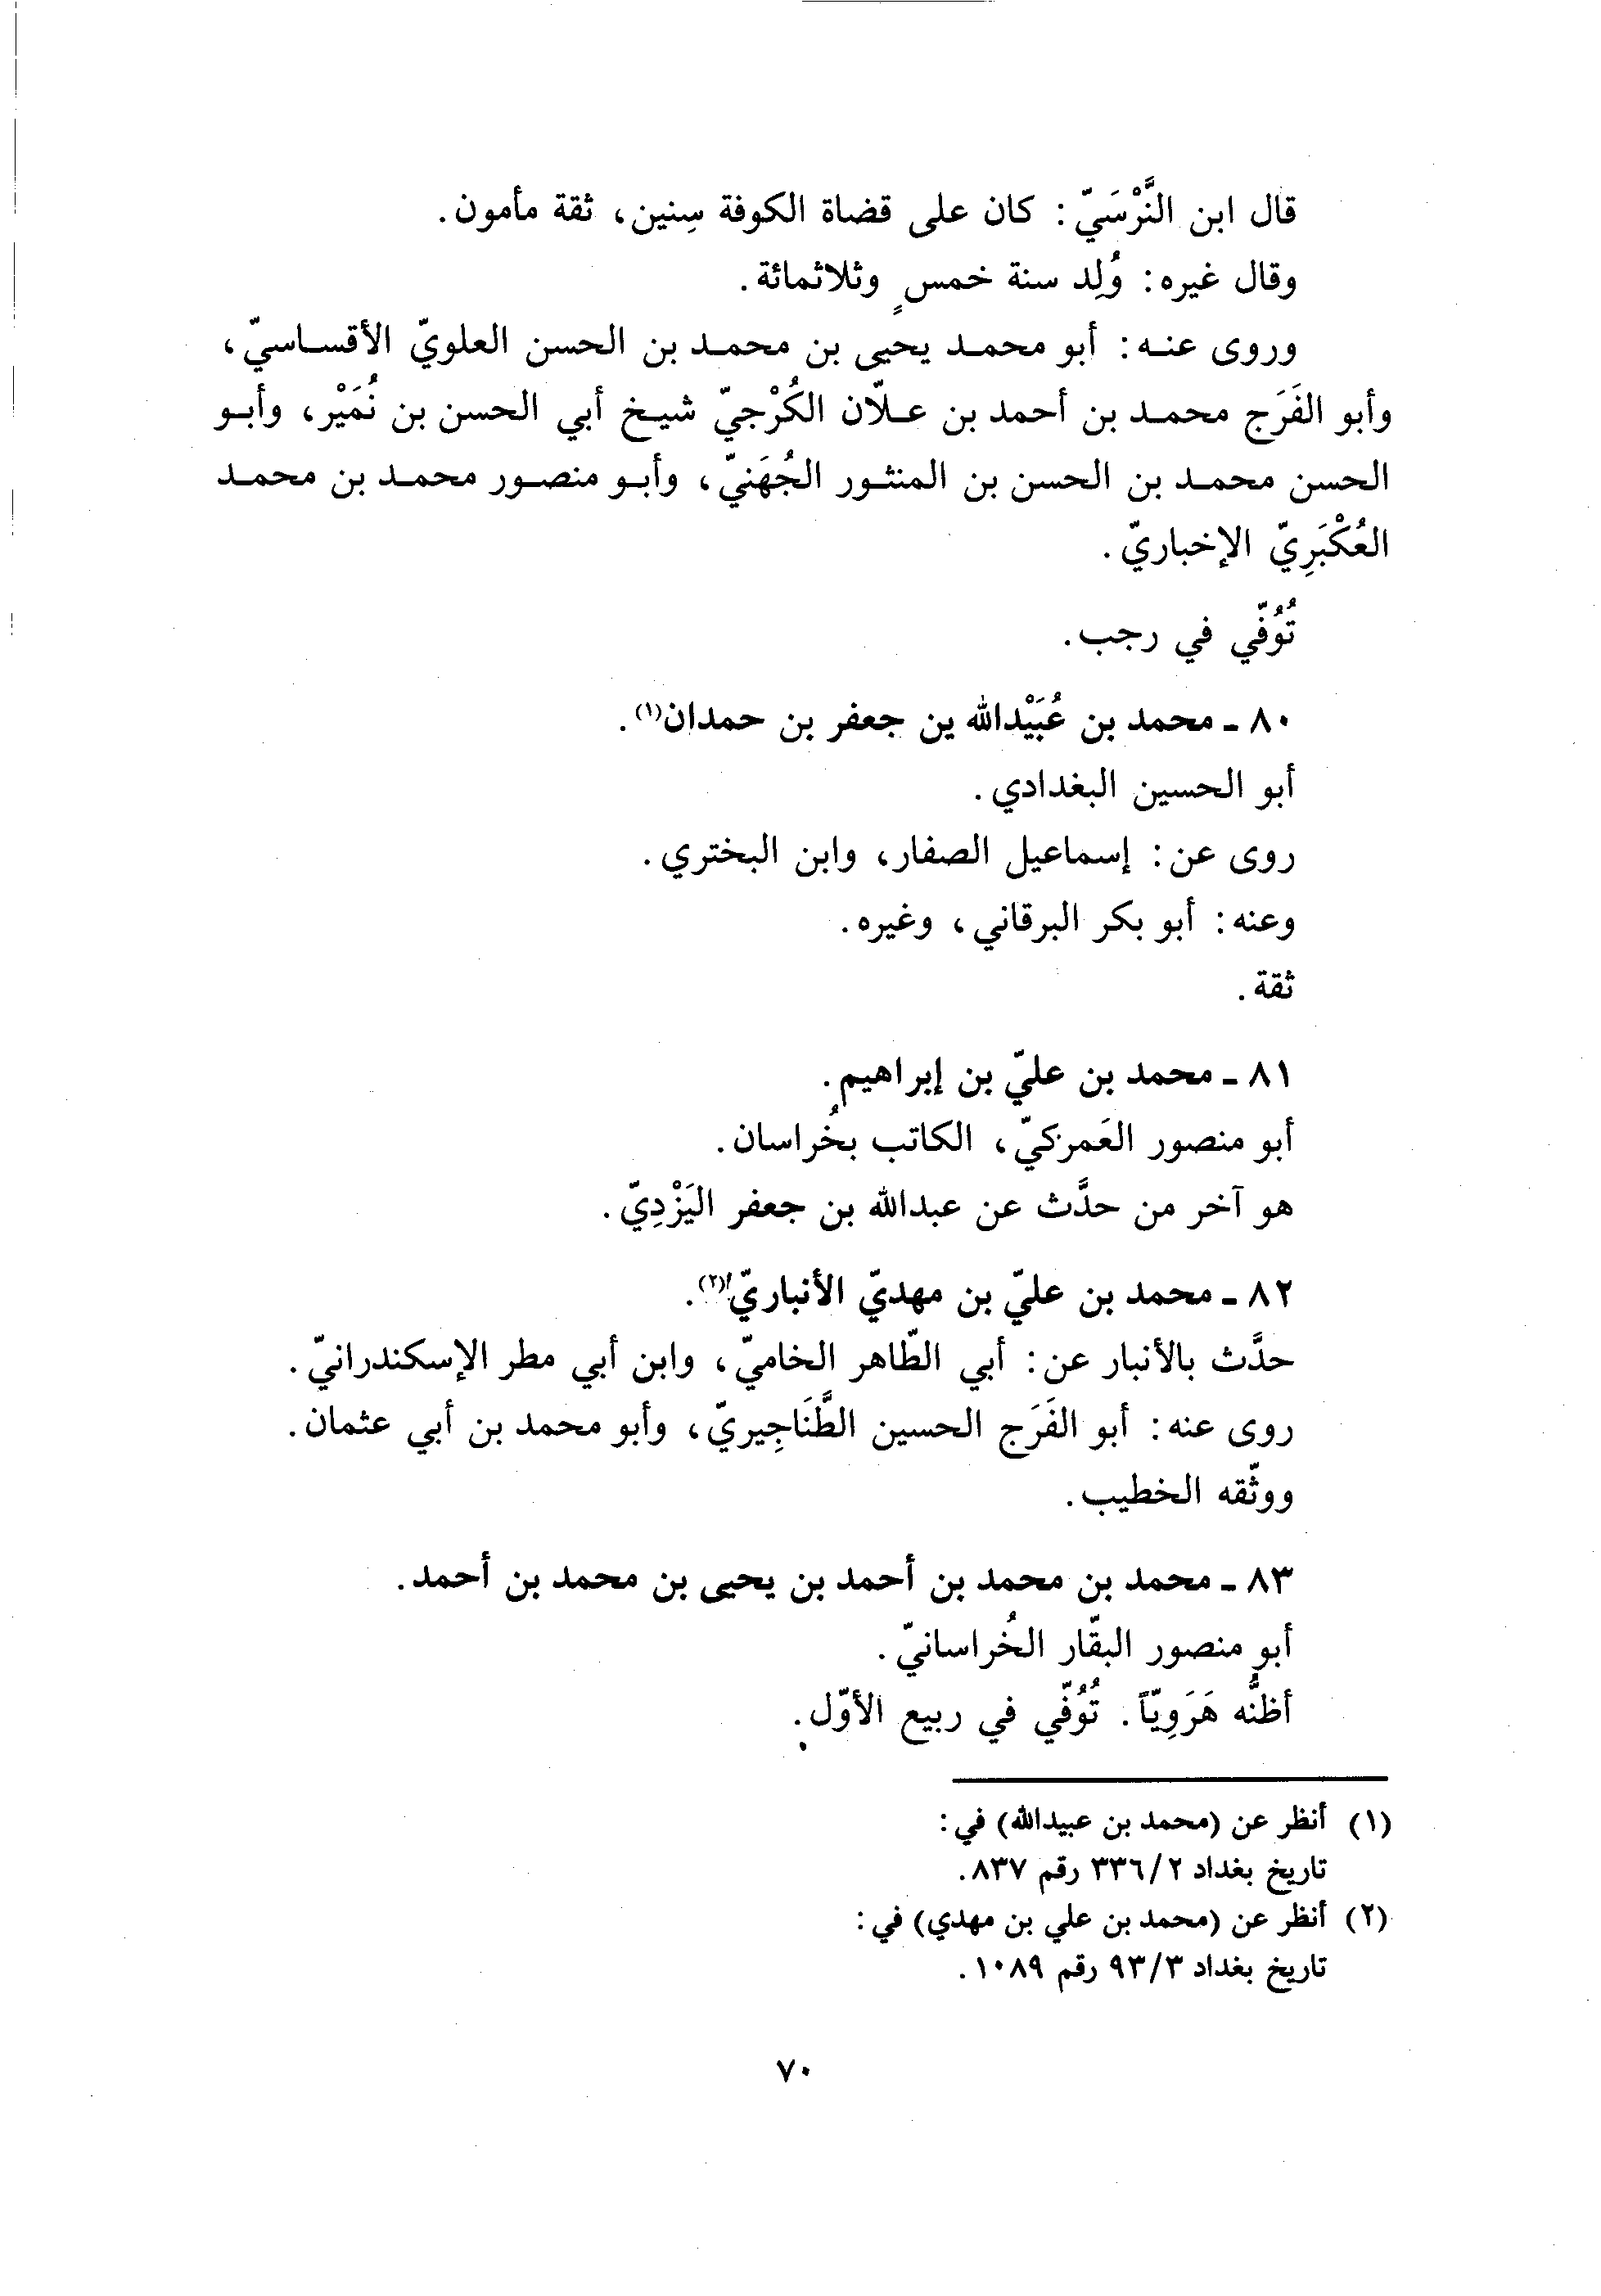 قال ابن النَّرْسَيّ: كان على قضاة الكوفة سِنين، ثقة مأمون.
وقال غيره: وُلِد سنة خمسٍ وثلاثمائة.
وروى عنه: أبو محمد يحيى بن محمد بن الحسن العلويّ الأقساسيّ،
وأبو الفَرَج محمد بن أحمد بن علّان الكُرْجيّ شيخ أبي الحسن بن نُمَيْر، وأبو
الحسن محمد بن الحسن بن المنثور الجُهَنيّ، وأبو منصور محمد بن محمد
العُكْبَرِيّ الإخباريّ.
تُوُفّي في رجب.
٨٠ ـ محمد بن عُبَيْدالله ين جعفر بن حمدان(١).
أبو الحسين البغدادي.
روى عن: إسماعيل الصفار، وابن البختري.
وعنه: أبو بكر البرقاني، وغيره.
ثقة.
٨١ ـ محمد بن عليّ بن إبراهيم.
أبو منصور العَمركيّ، الكاتب بخُراسان.
هو آخر من حدَّث عن عبدالله بن جعفر اليَزْدِيّ.
٨٢ ـ محمد بن عليّ بن مهديّ الأنباريّ(٢).
حدَّث بالأنبار عن: أبي الطّاهر الخاميّ، وابن أبي مطر الإسكندرانيّ.
روى عنه: أبو الفَرَج الحسين الطَّنَاجِيريّ، وأبو محمد بن أبي عثمان.
ووثّقه الخطيب.
٨٣ ـ محمد بن محمد بن أحمد بن يحيى بن محمد بن أحمد.
أبو منصور البقّار الخُراسانيّ.
أظنُّه هَرَوِيّاً. تُوُفّي في ربيع الأوّل.
(١) أنظر عن (محمد بن عبيدالله) في:
تاريخ بغداد ٢/٣٣٦ رقم ٨٣٧.
(٢) أنظر عن (محمد بن علي بن مهدي) في:
تاريخ بغداد ٣/٩٣ رقم ١٠٨٩.
٧٠